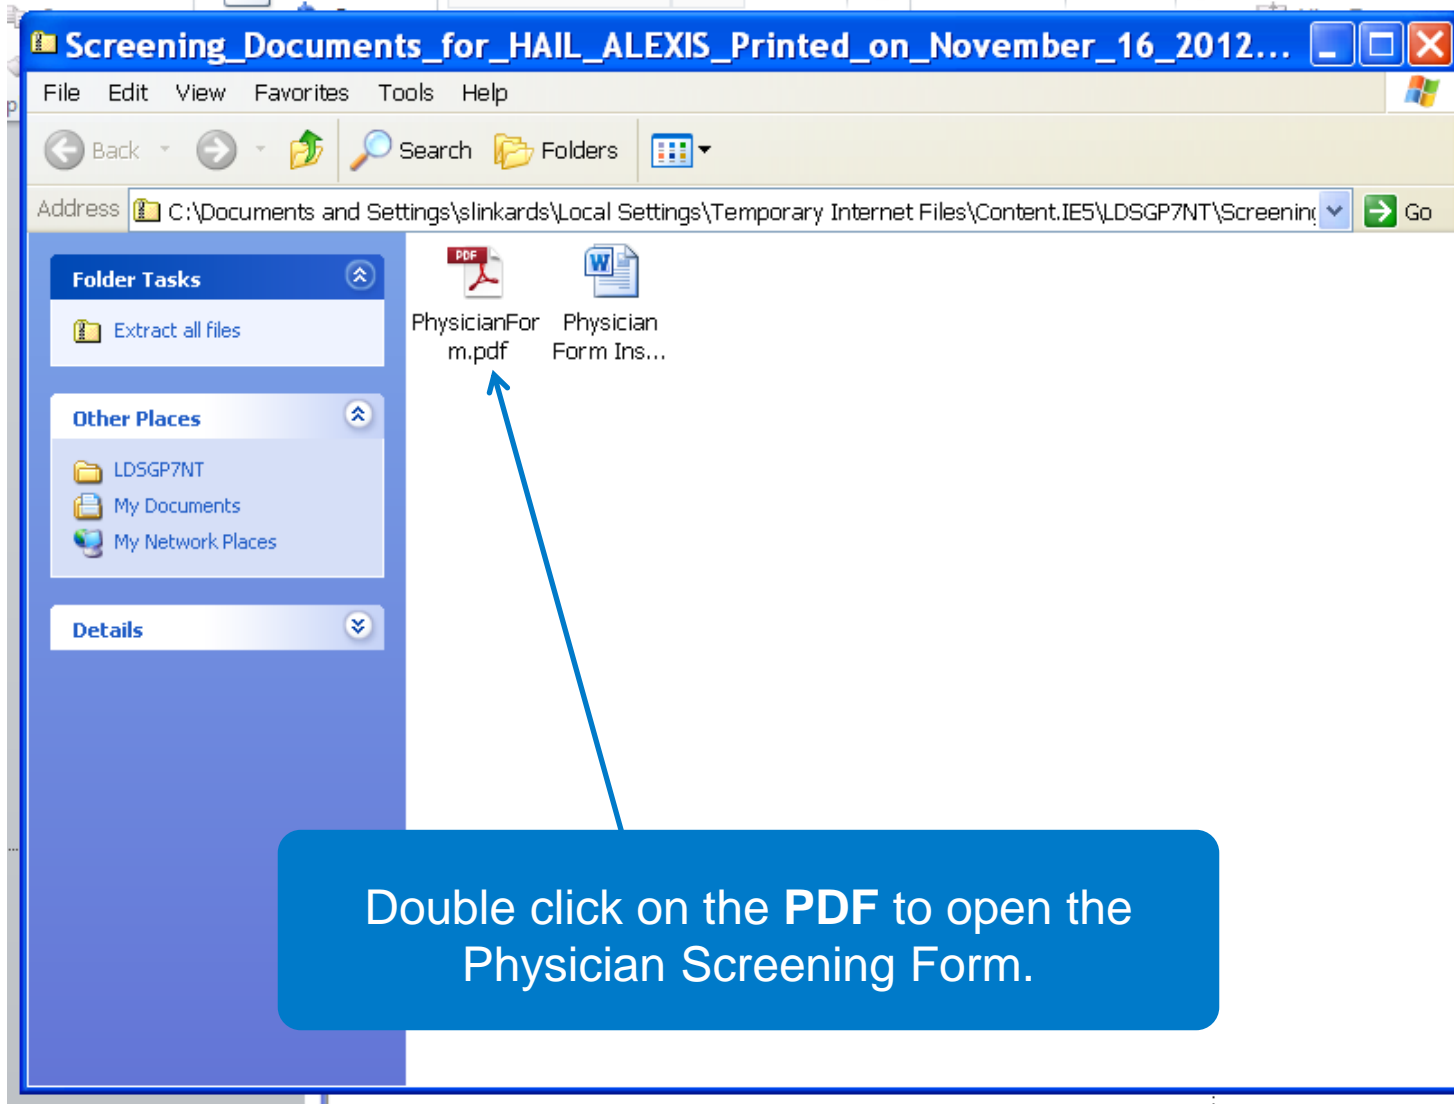 Screening_Documents_for_HAIL_ALEXIS_Printed_on_November_16_2012...
File Edit View Favorites Tools Help
Back Search Folders
Address C:\Documents and Settings\slinkards\Local Settings\Temporary Internet Files\Content.IE5\LDSGP7NT\Screening Go
Folder Tasks
Extract all files
Other Places
LDSGP7NT
My Documents
My Network Places
Details
PDF
W
PhysicianFor
m.pdf
Physician
Form Ins...
Double click on the PDF to open the
Physician Screening Form.